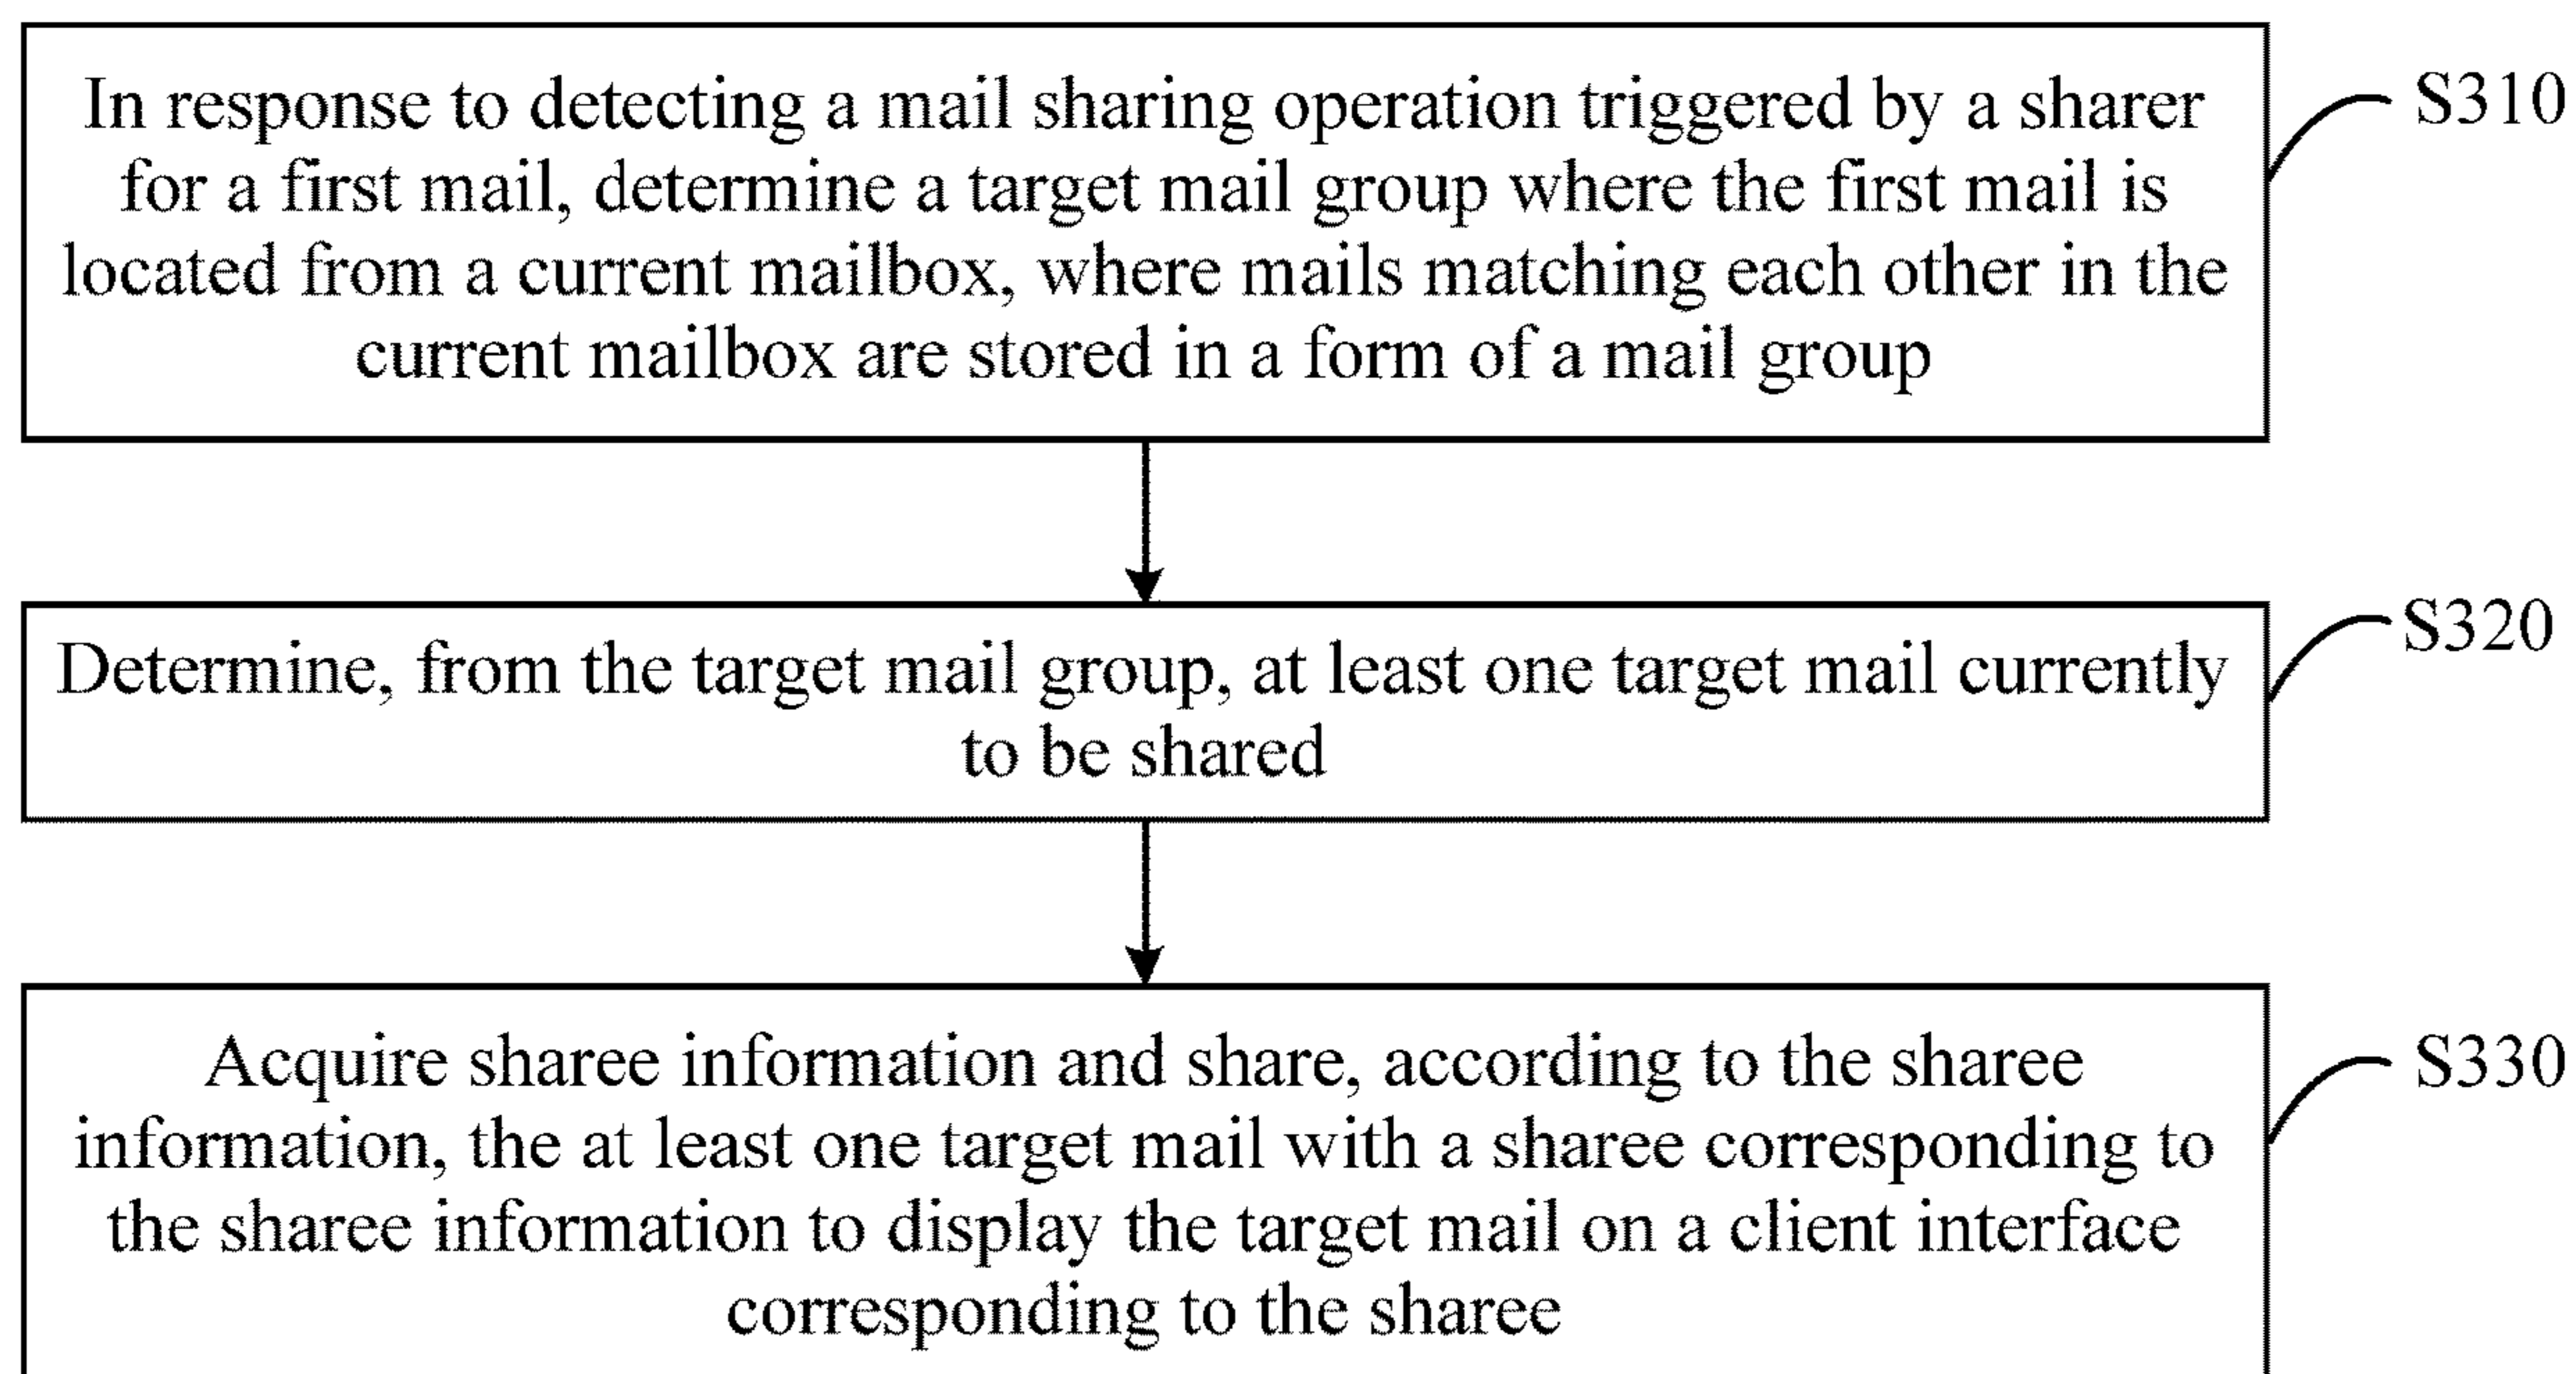 In response to detecting a mail sharing operation triggered by a sharer
for a first mail, determine a target mail group where the first mail is
located from a current mailbox, where mails matching each other in the
current mailbox are stored in a form of a mail group
S310
Determine, from the target mail group, at least one target mail currently
to be shared
S320
Acquire sharee information and share, according to the sharee
information, the at least one target mail with a sharee corresponding to
the sharee information to display the target mail on a client interface
corresponding to the sharee
S330